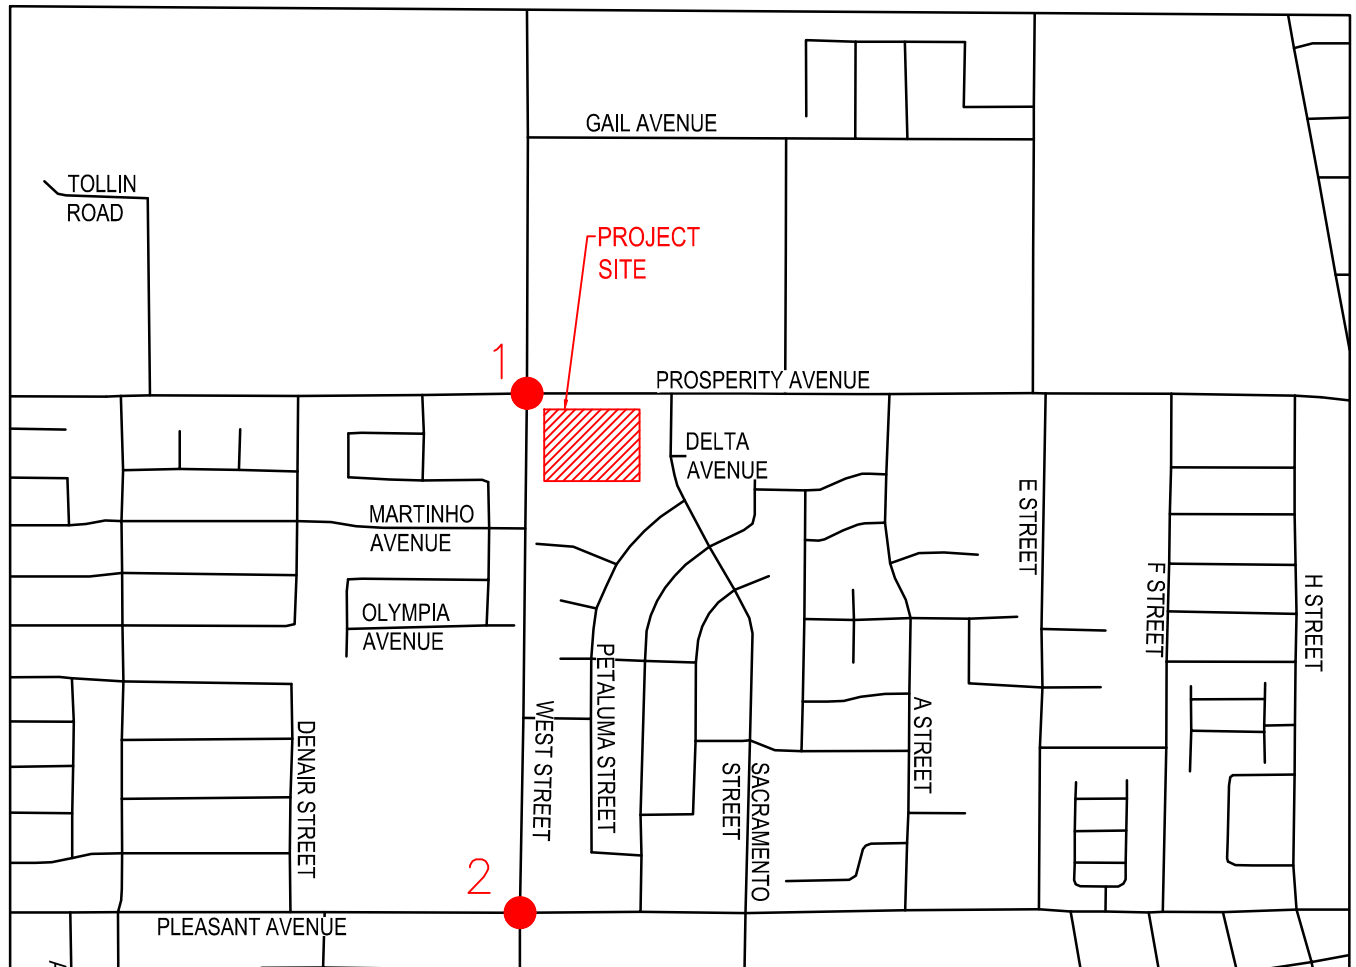 GAIL AVENUE
TOLLIN
ROAD
PROJECT
SITE
1
PROSPERITY AVENUE
DELTA
AVENUE
MARTINHO
AVENUE
E STREET
F STREET
H STREET
OLYMPIA
AVENUE
PETALUMA STREET
WEST STREET
A STREET
DENAIR STREET
SACRAMENTO
STREET
2
PLEASANT AVENUE